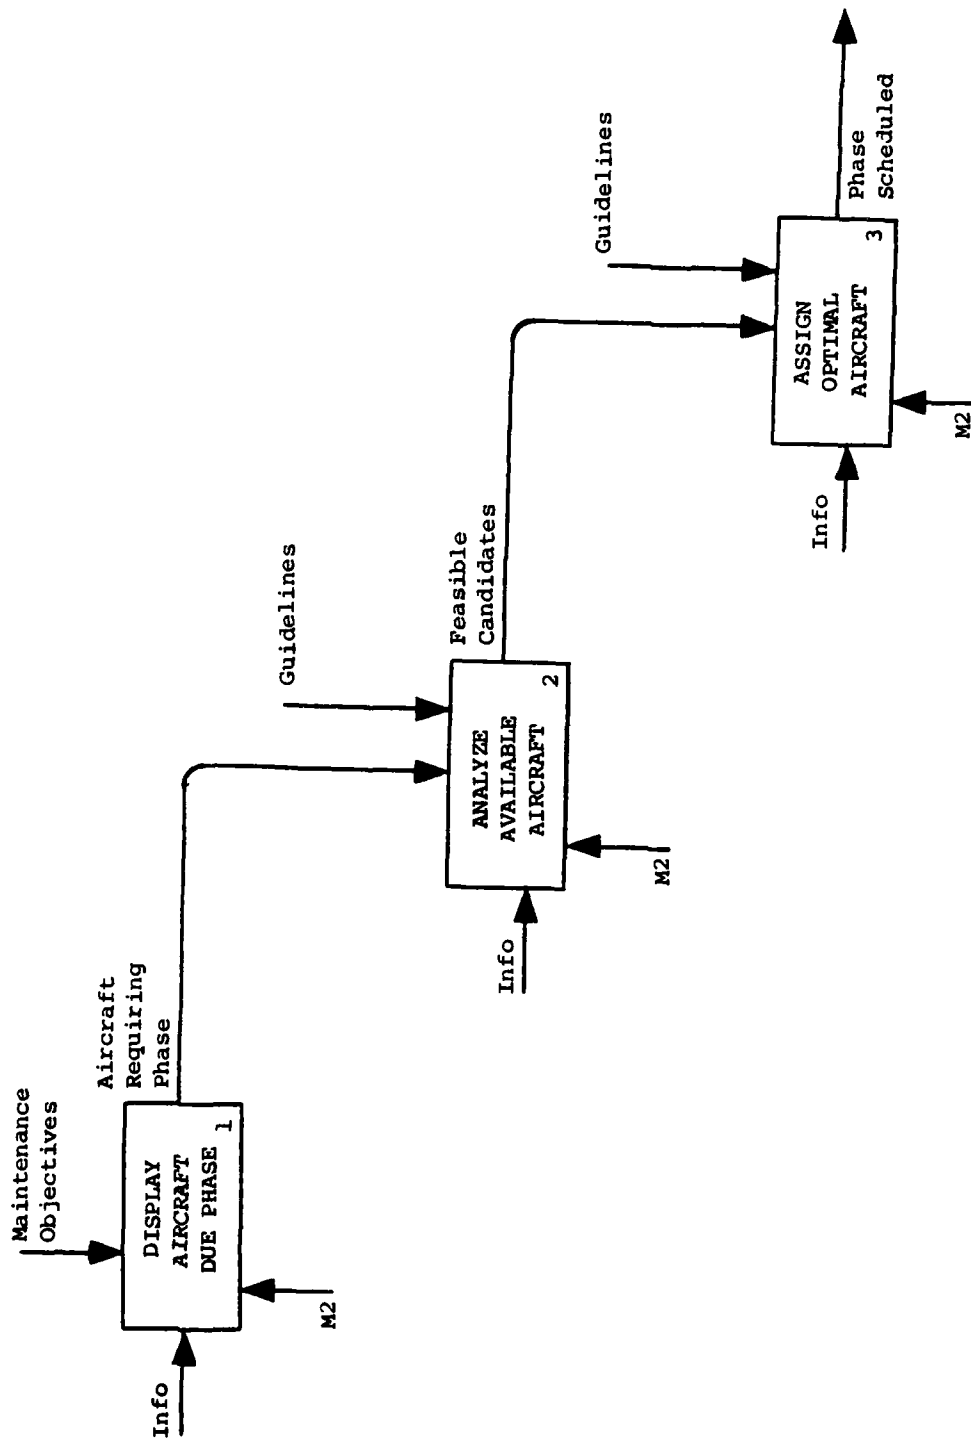 Maintenance
Objectives
Info
DISPLAY
AIRCRAFT
DUE PHASE
1
M2
Aircraft
Requiring
Phase
Guidelines
Info
ANALYZE
AVAILABLE
AIRCRAFT
2
M2
Feasible
Candidates
Guidelines
Info
ASSIGN
OPTIMAL
AIRCRAFT
3
M2
Phase
Scheduled